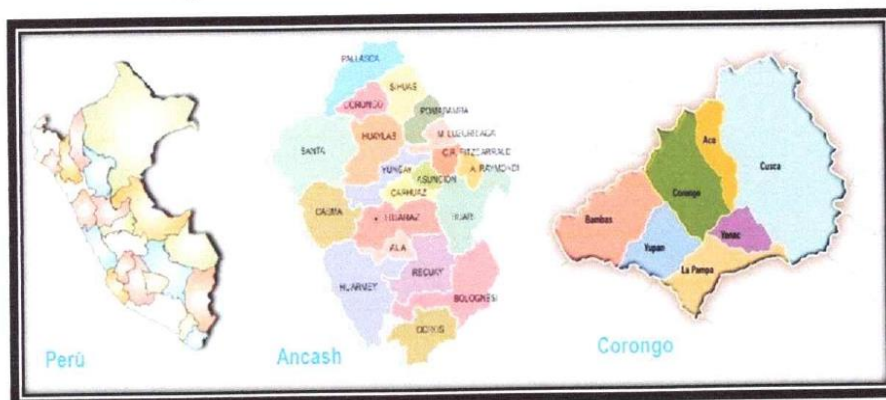 PALLASCA
SIHUAS
CORONGO
POMABAMBA
HUAYLAS
M. LUZURIAGA
SANTA
C.F. FITZCARRALD
YUNGAY
A. RAYMONDI
ASUNCION
CARHUAZ
CASMA
HUARAZ
HUARI
AIJA
RECUAY
HUARMEY
BOLOGNESI
OCROS
Aco
Cusca
Corongo
Bambas
Yupan
Yanac
La Pampa
Perù
Ancash
Corongo